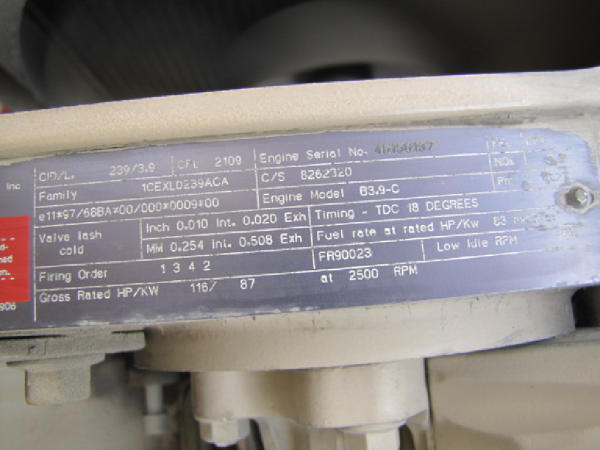 Inc
CID/L. 239/3.9 CPL 2109 Engine Serial No.
Family 1CEXL0239ACA C/S 8262320
e11*97/68BA*00/000*0009*00 Engine Model B3.9-C
Valve lash cold Inch 0.010 Int. 0.020 Exh Timing - TDC 18 DEGREES
MM 0.254 Int. 0.508 Exh Fuel rate at rated HP/KW 63
Firing Order 1 3 4 2 FR90023 Low Idle RPM
Gross Rated HP/KW 116/ 87 at 2500 RPM